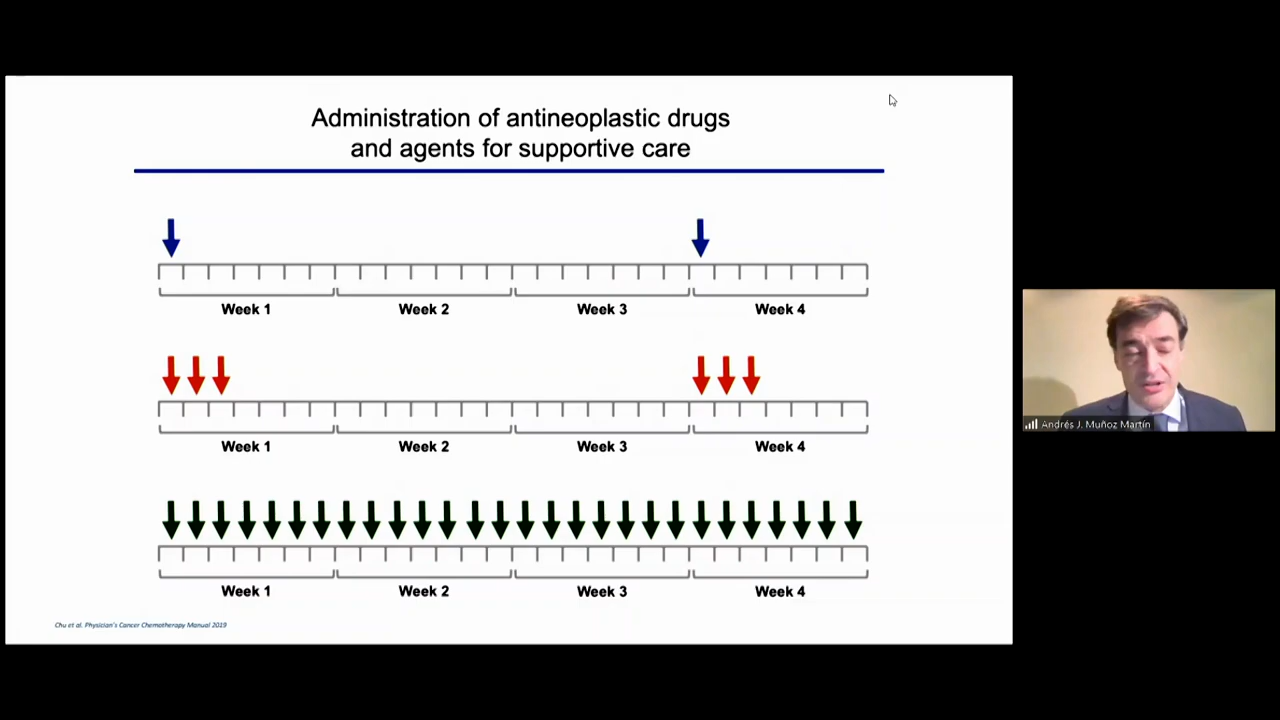 Administration of antineoplastic drugs
and agents for supportive care
Week 1
Week 2
Week 3
Week 4
Week 1
Week 2
Week 3
Week 4
Week 1
Week 2
Week 3
Week 4
Chu et al. Physician's Cancer Chemotherapy Manual 2019
Andrés J. Muñoz Martín